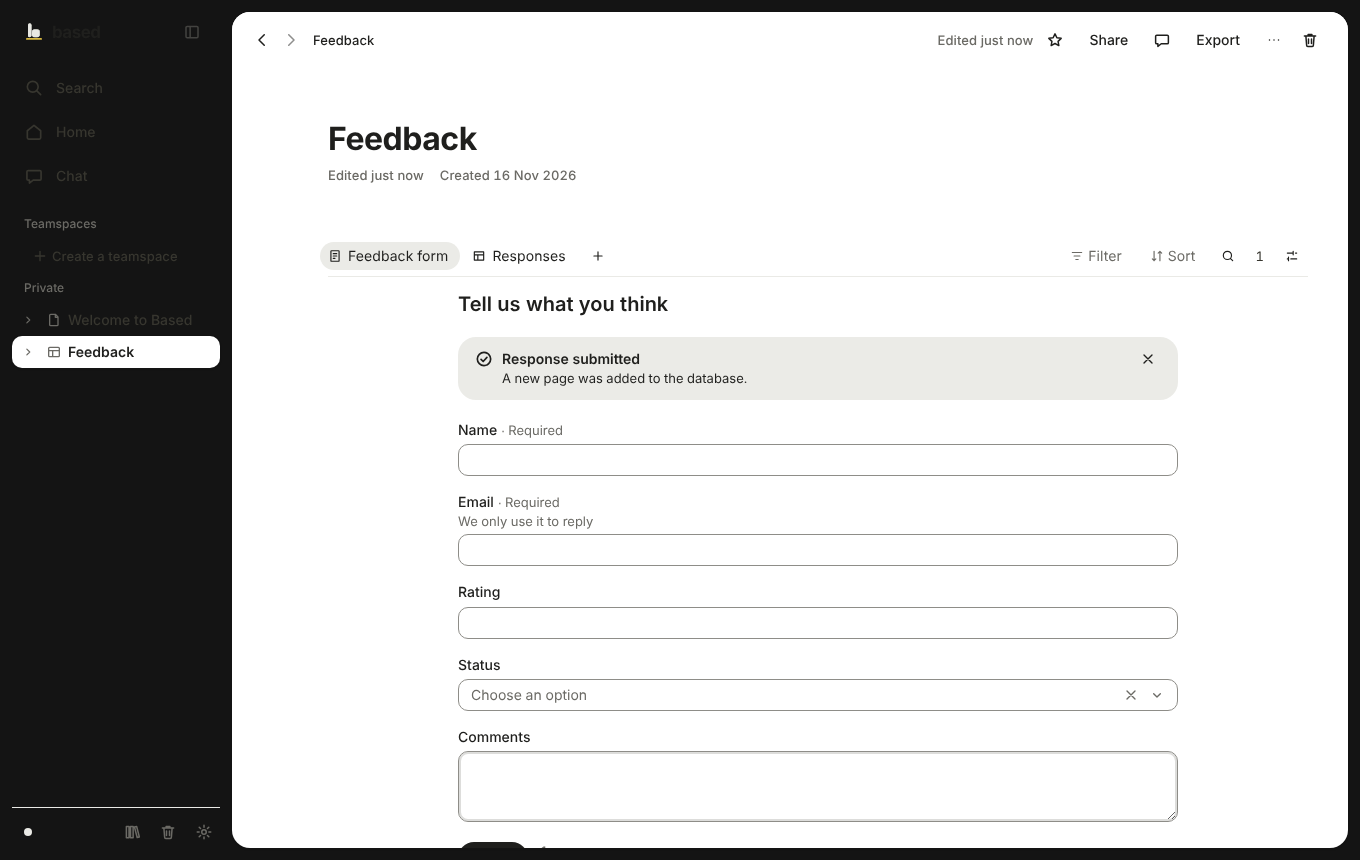 based
Search
Home
Chat
Teamspaces
Create a teamspace
Private
Welcome to Based
Feedback
Feedback
Edited just now
Share
Export
Feedback
Edited just now Created 16 Nov 2026
Feedback form
Responses
Filter
Sort
1
Tell us what you think
Response submitted
A new page was added to the database.
Name · Required
Email · Required
We only use it to reply
Rating
Status
Choose an option
Comments